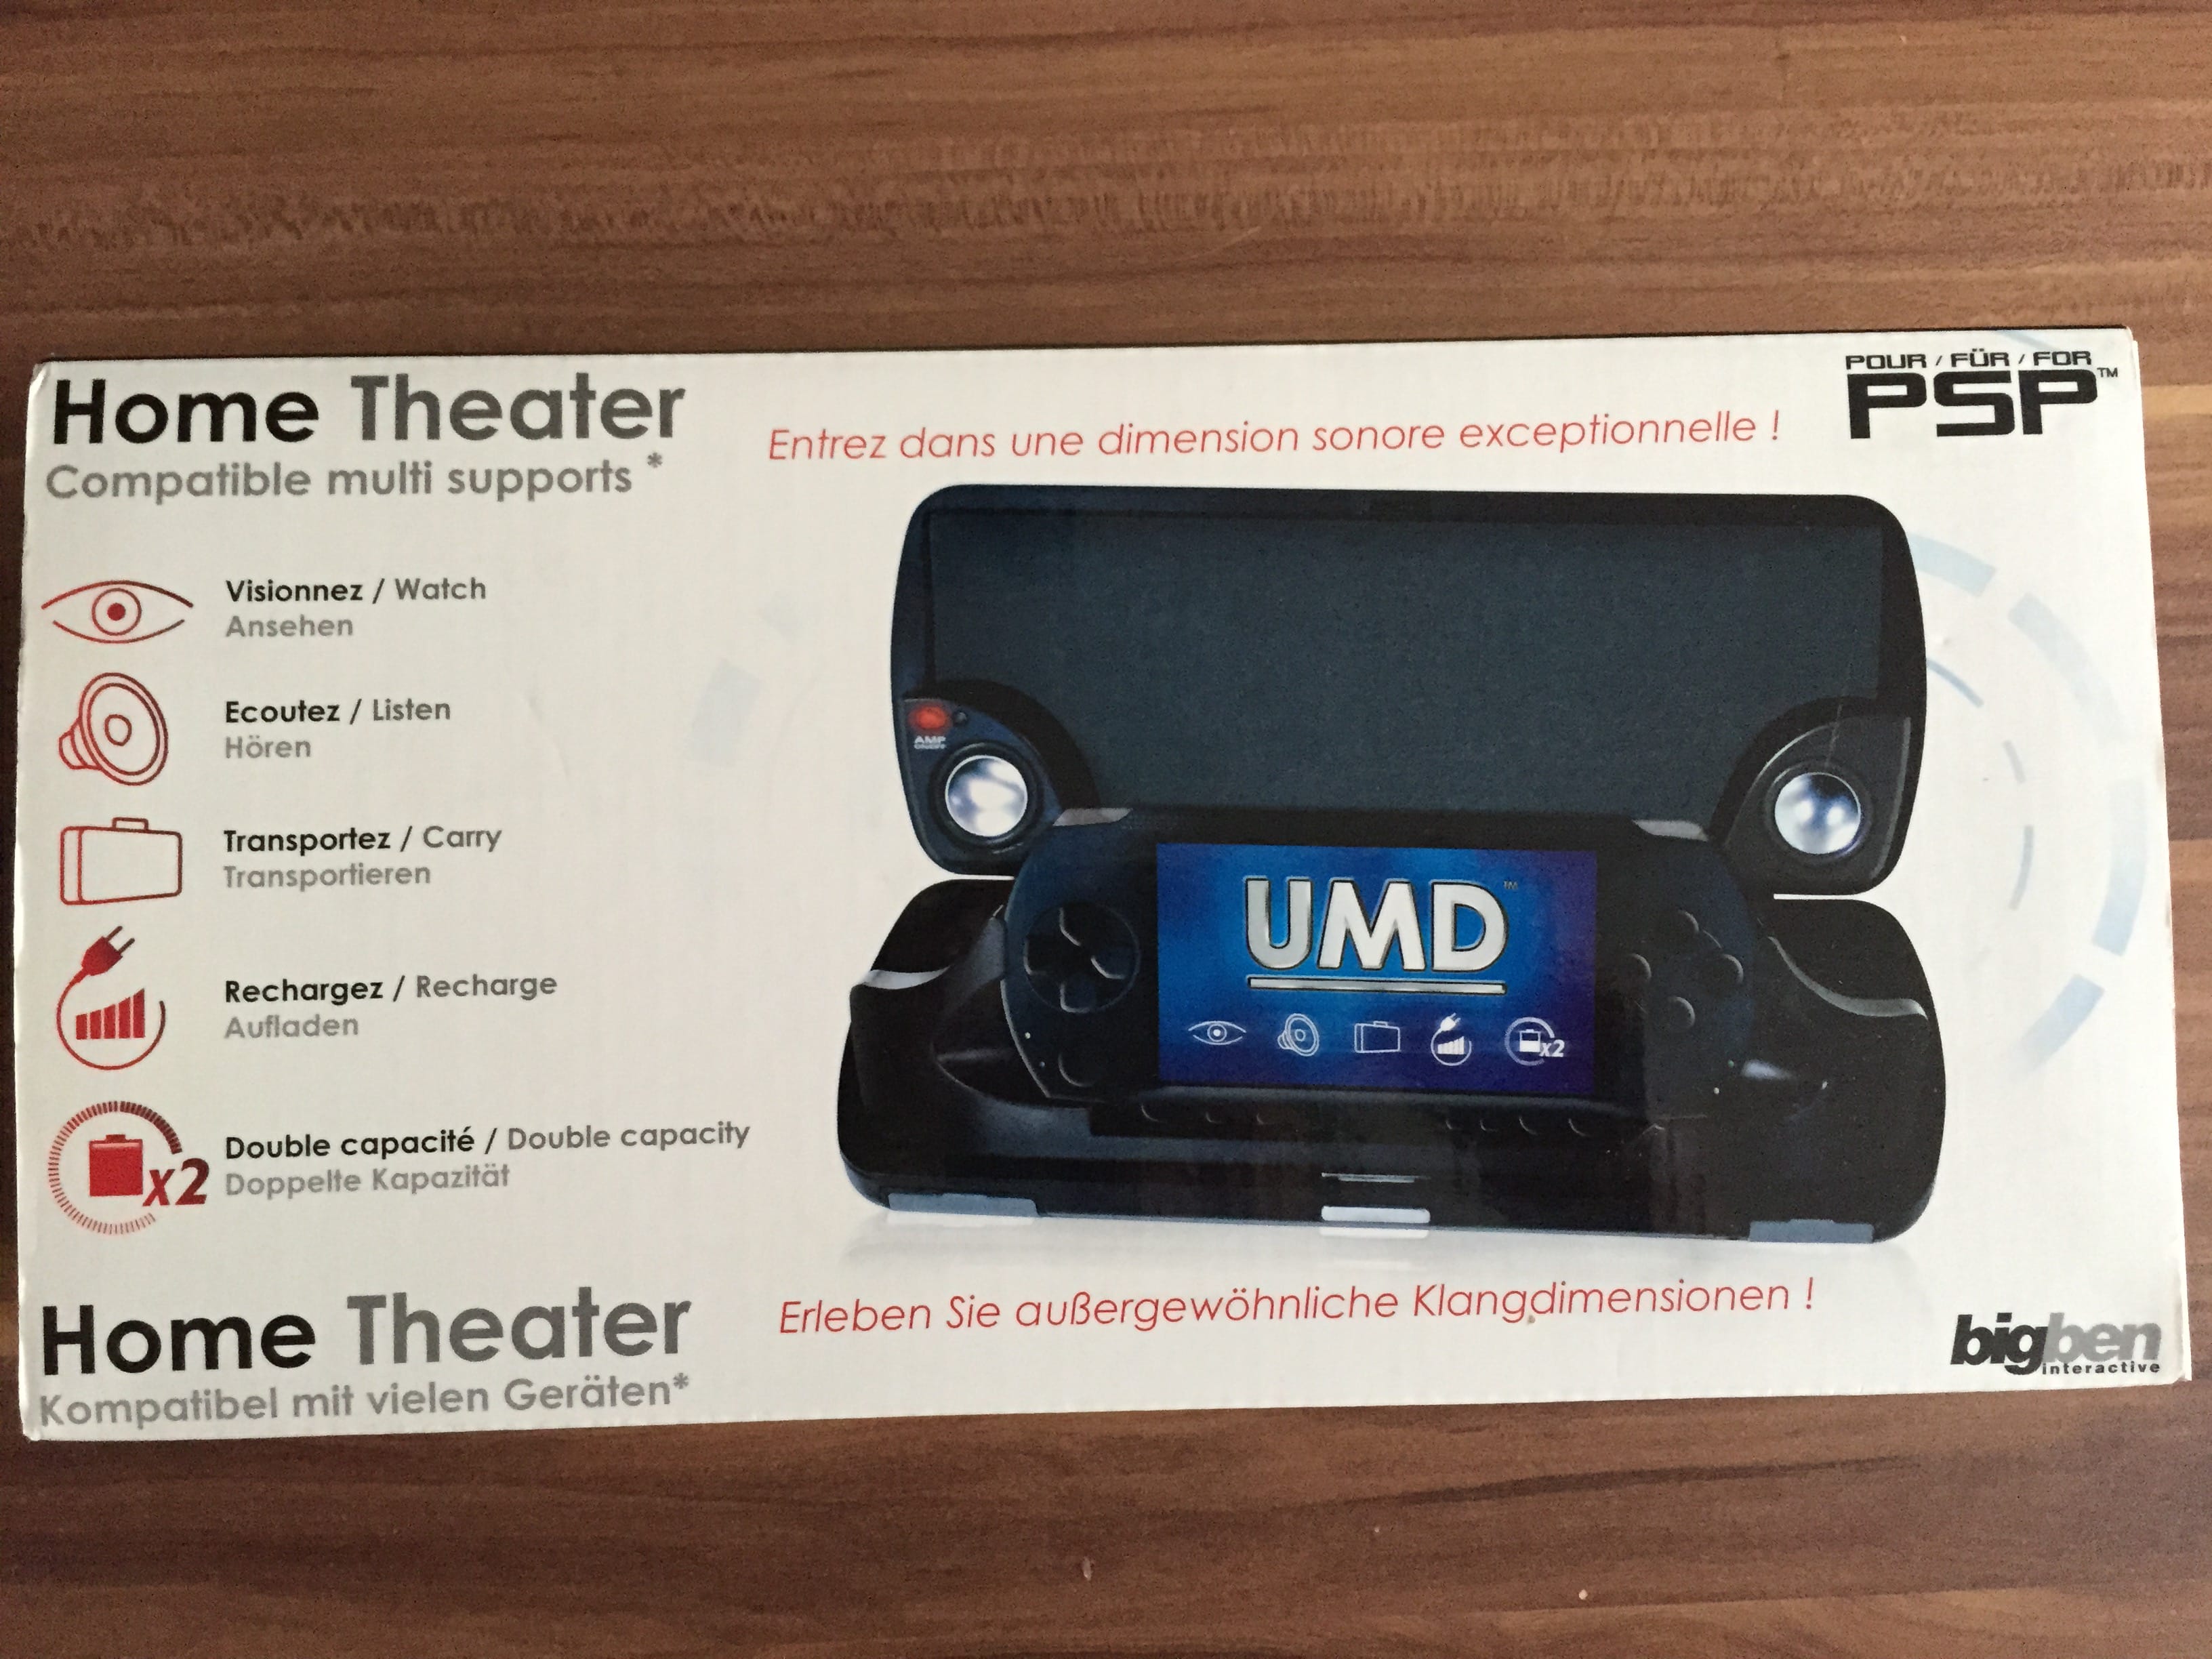 Home Theater
Compatible multi supports *
Entrez dans une dimension sonore exceptionnelle !
POUR / FÜR / FOR
PSP™
Visionnez / Watch
Ansehen
Ecoutez / Listen
Hören
Transportez / Carry
Transportieren
Rechargez / Recharge
Aufladen
x2
Double capacité / Double capacity
Doppelte Kapazität
AMP
UMD™
x2
Home Theater
Kompatibel mit vielen Geräten*
Erleben Sie außergewöhnliche Klangdimensionen !
bigben
interactive